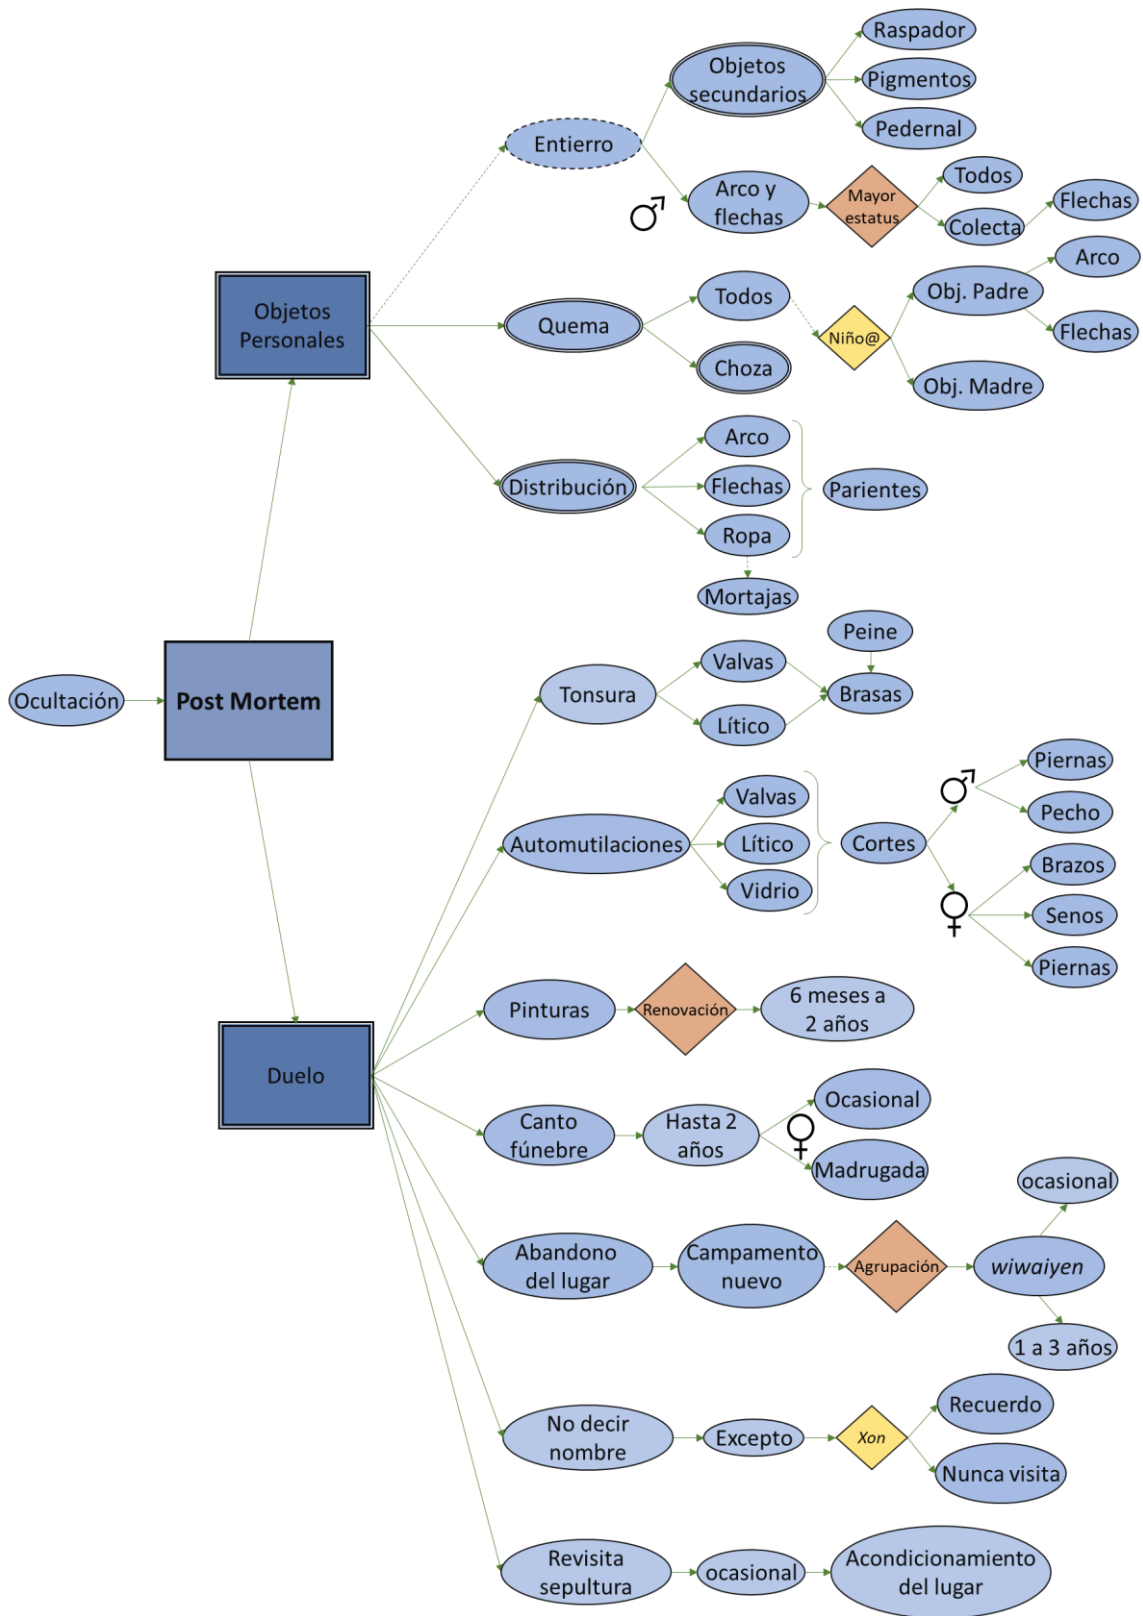 Raspador
Objetos
secundarios
Pigmentos
Pedernal
Entierro
Arco y
flechas
Mayor
estatus
Todos
Colecta
Flechas
Objetos
Personales
Quema
Todos
Choza
Niño@
Obj. Padre
Arco
Flechas
Obj. Madre
Distribución
Arco
Flechas
Ropa
Parientes
Mortajas
Ocultación
Post Mortem
Tonsura
Valvas
Lítico
Peine
Brasas
Automutilaciones
Valvas
Lítico
Vidrio
Cortes
Piernas
Pecho
Brazos
Senos
Piernas
Duelo
Pinturas
Renovación
6 meses a
2 años
Canto
fúnebre
Hasta 2
años
Ocasional
Madrugada
Abandono
del lugar
Campamento
nuevo
Agrupación
wiwaiyen
ocasional
1 a 3 años
No decir
nombre
Excepto
Xon
Recuerdo
Nunca visita
Revisita
sepultura
ocasional
Acondicionamiento
del lugar